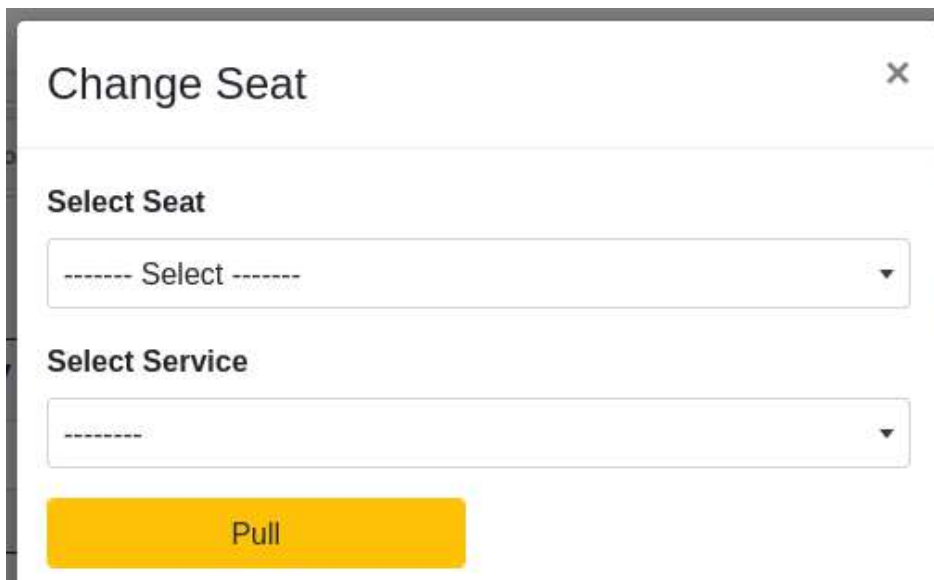 Change Seat ×
Select Seat
------- Select -------
Select Service
--------
Pull